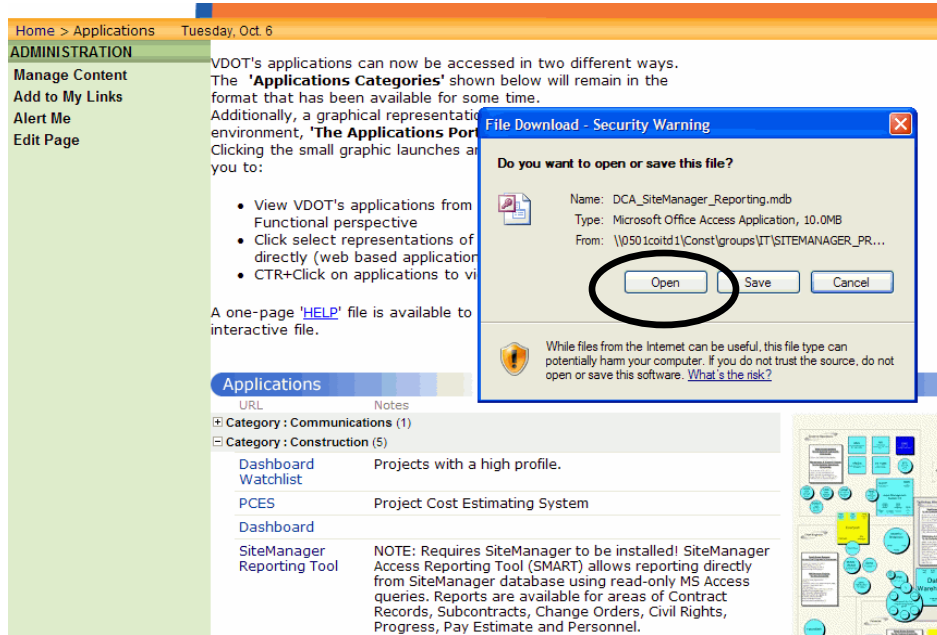 Home > Applications Tuesday, Oct. 6
ADMINISTRATION
Manage Content
Add to My Links
Alert Me
Edit Page
VDOT's applications can now be accessed in two different ways.
The 'Applications Categories' shown below will remain in the
format that has been available for some time.
Additionally, a graphical representatio
environment, 'The Applications Port
Clicking the small graphic launches a
you to:
• View VDOT's applications from
Functional perspective
• Click select representations of
directly (web based application
• CTR+Click on applications to vi
A one-page 'HELP' file is available to
interactive file.
File Download - Security Warning
Do you want to open or save this file?
Name: DCA_SiteManager_Reporting.mdb
Type: Microsoft Office Access Application, 10.0MB
From: \\0501coitd1\Const\groups\IT\SITEMANAGER_PR...
Open Save Cancel
While files from the Internet can be useful, this file type can
potentially harm your computer. If you do not trust the source, do not
open or save this software. What's the risk?
Applications
URL Notes
Category : Communications (1)
Category : Construction (5)
Dashboard Watchlist Projects with a high profile.
PCES Project Cost Estimating System
Dashboard
SiteManager Reporting Tool NOTE: Requires SiteManager to be installed! SiteManager
Access Reporting Tool (SMART) allows reporting directly
from SiteManager database using read-only MS Access
queries. Reports are available for areas of Contract
Records, Subcontracts, Change Orders, Civil Rights,
Progress, Pay Estimate and Personnel.